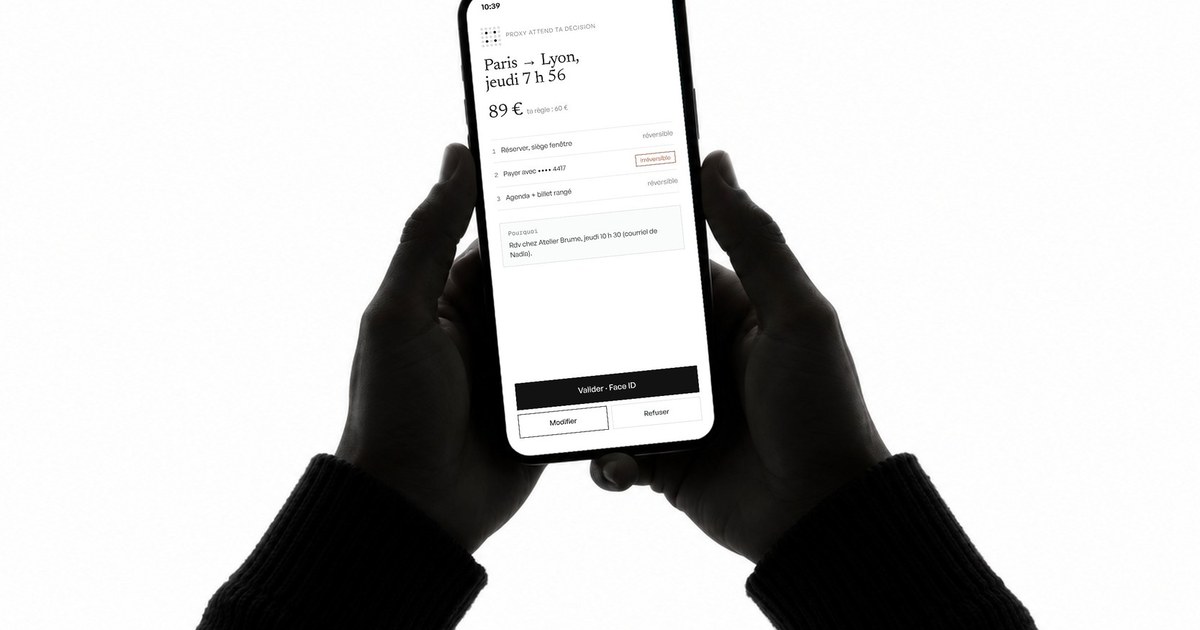 10:39
PROXY ATTEND TA DÉCISION
Paris → Lyon,
jeudi 7 h 56
89 € ta règle : 60 €
1 Réserver, siège fenêtre réversible
2 Payer avec •••• 4417 irréversible
3 Agenda + billet rangé réversible
Pourquoi
Rdv chez Atelier Brume, jeudi 10 h 30 (courriel de
Nadia).
Valider · Face ID
Modifier Refuser